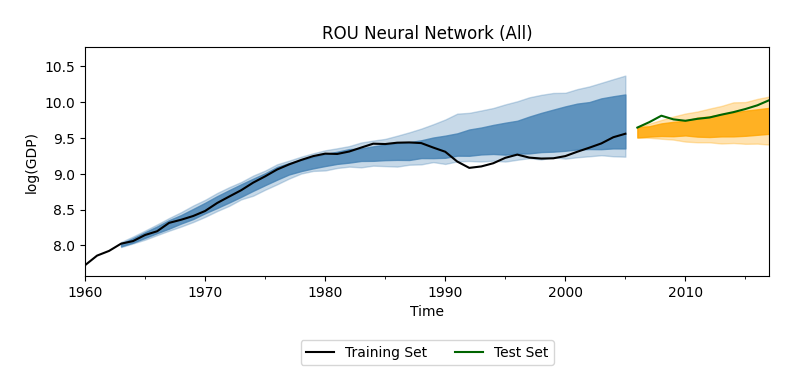 ROU Neural Network (All)
log(GDP)
10.5
10.0
9.5
9.0
8.5
8.0
1960 1970 1980 1990 2000 2010
Time
Training Set Test Set